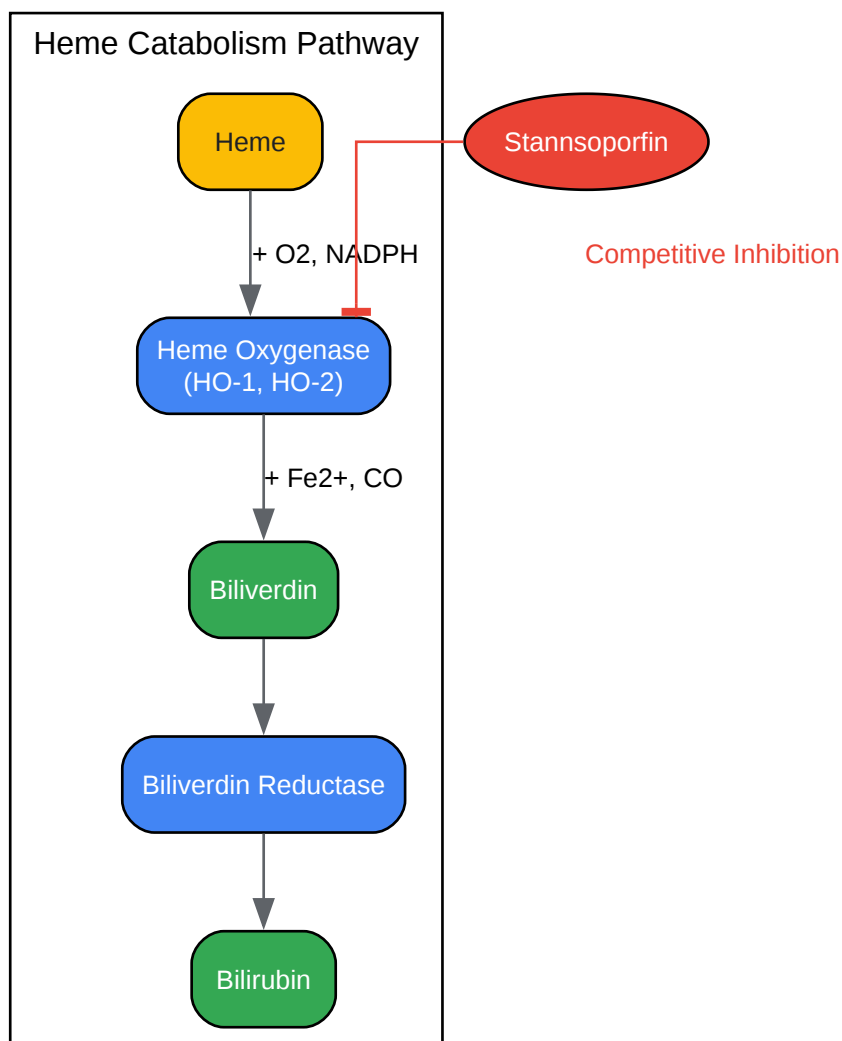 Heme Catabolism Pathway
Heme
Stannsoporfin
+ O2, NADPH
Competitive Inhibition
Heme Oxygenase
(HO-1, HO-2)
+ Fe2+, CO
Biliverdin
Biliverdin Reductase
Bilirubin